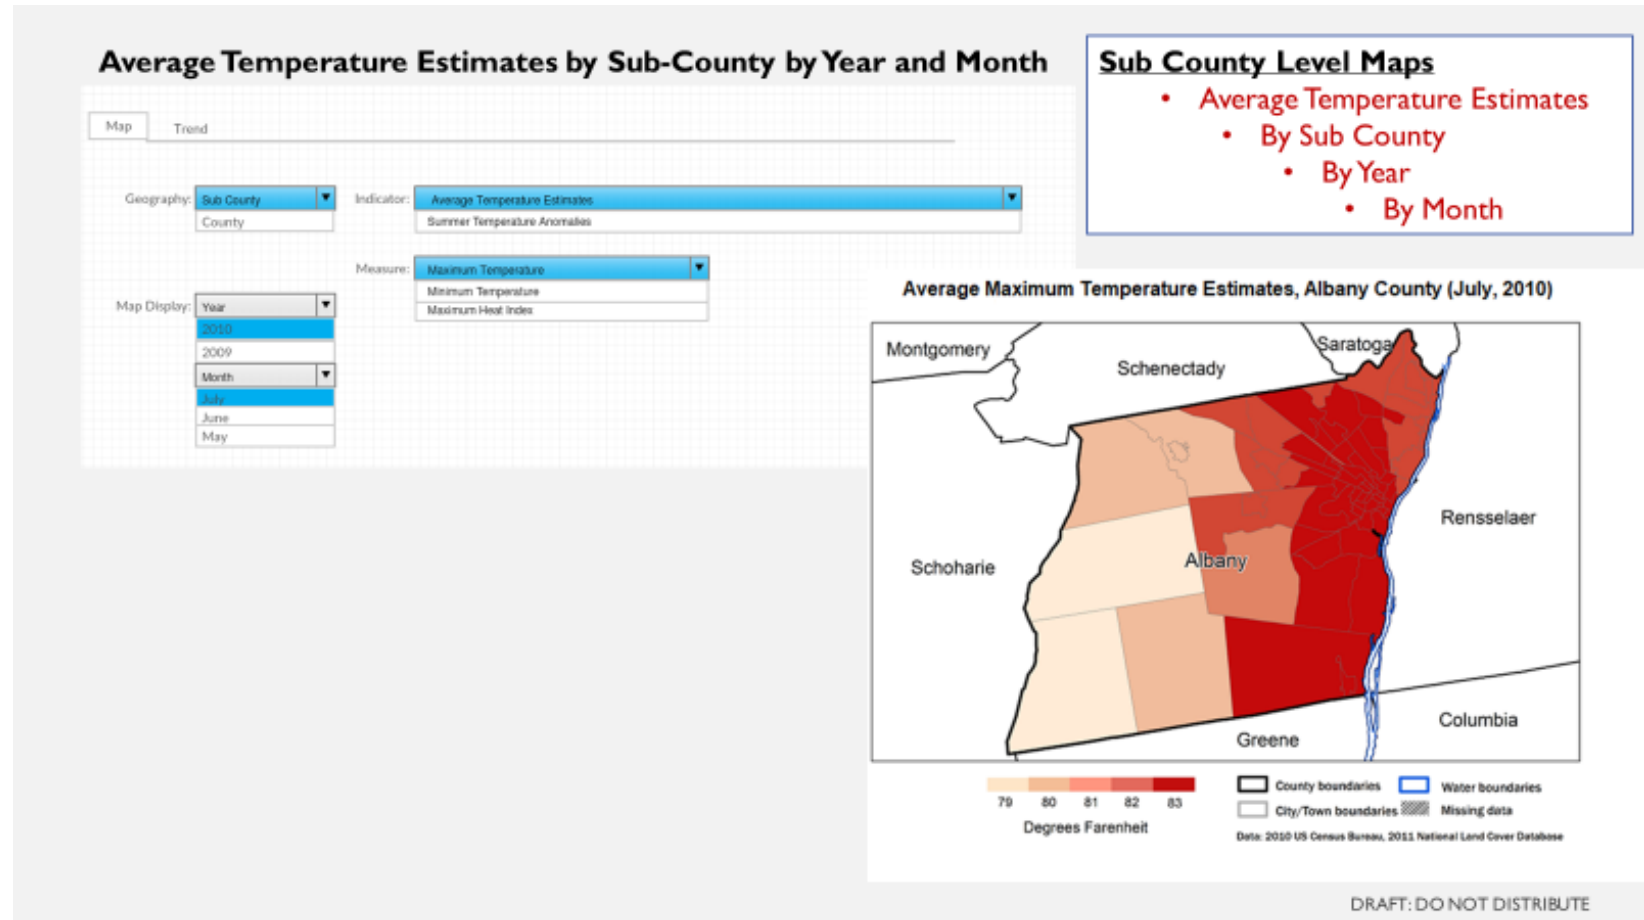 Average Temperature Estimates by Sub-County by Year and Month
Sub County Level Maps
• Average Temperature Estimates
• By Sub County
• By Year
• By Month
Map Trend
Geography: Sub County
County
Indicator: Average Temperature Estimates
Summer Temperature Anomalies
Measure: Maximum Temperature
Minimum Temperature
Maximum Heat Index
Map Display: Year
2010
2009
Month
July
June
May
Average Maximum Temperature Estimates, Albany County (July, 2010)
Montgomery
Schenectady
Saratoga
Rensselaer
Schoharie
Albany
Columbia
Greene
79 80 81 82 83
Degrees Farenheit
County boundaries
Water boundaries
City/Town boundaries
Missing data
Data: 2010 US Census Bureau, 2011 National Land Cover Database
DRAFT: DO NOT DISTRIBUTE